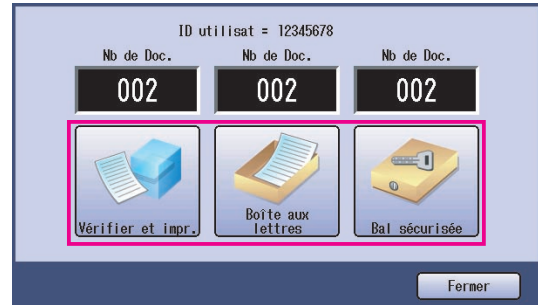 ID utilisat = 12345678
Nb de Doc. Nb de Doc. Nb de Doc.
002 002 002
Vérifier et impr.
Boîte aux
lettres
Bal sécurisée
Fermer